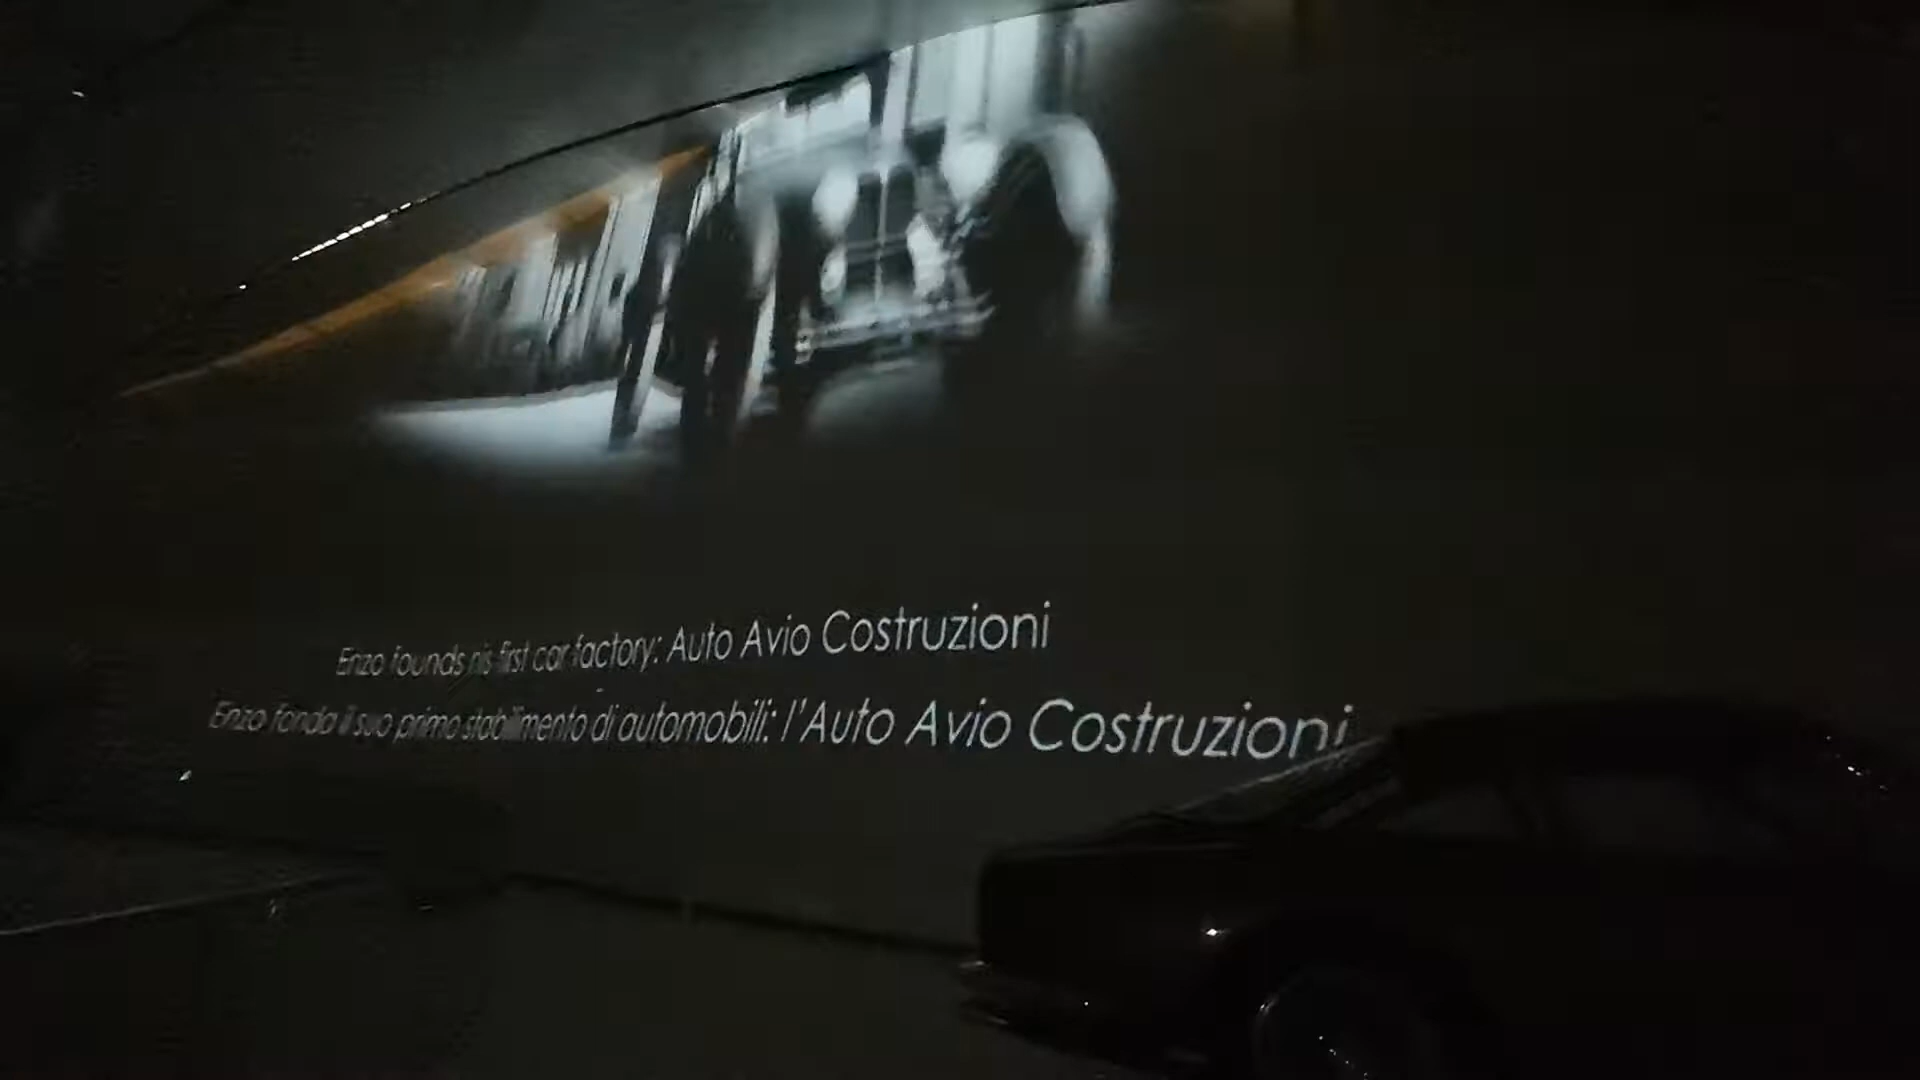 Enzo founds his first car factory: Auto Avio Costruzioni
Enzo fonda il suo primo stabilimento di automobili: l'Auto Avio Costruzioni